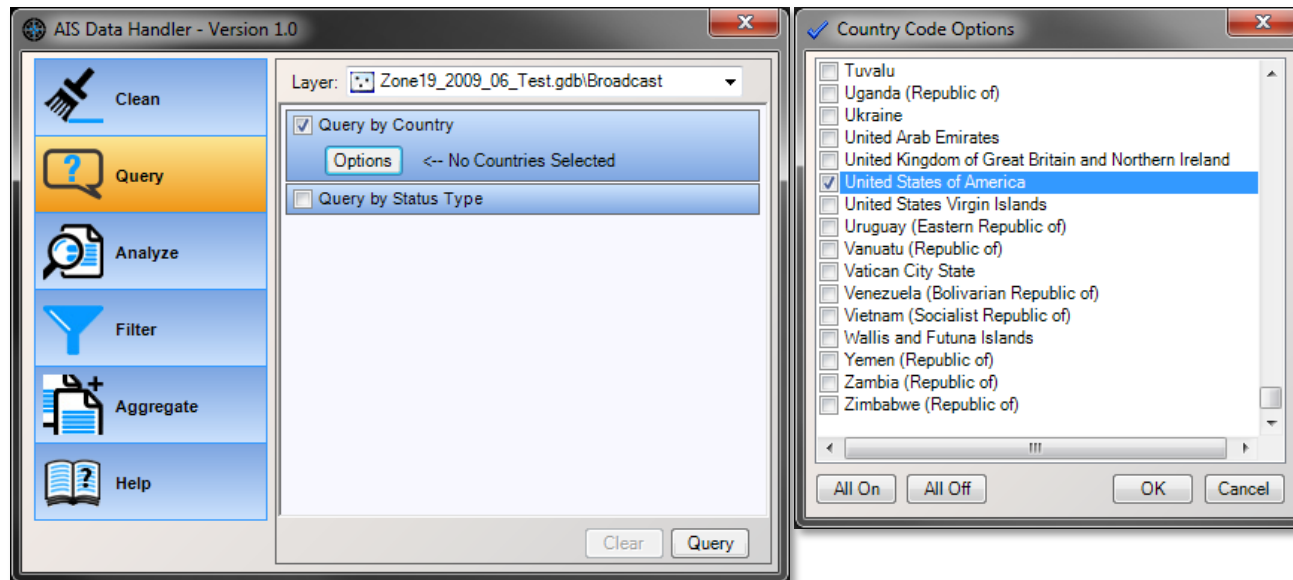 AIS Data Handler - Version 1.0
Clean
Query
Analyze
Filter
Aggregate
Help
Layer: Zone19_2009_06_Test.gdb\Broadcast
Query by Country
Options <-- No Countries Selected
Query by Status Type
Clear Query
Country Code Options
Tuvalu
Uganda (Republic of)
Ukraine
United Arab Emirates
United Kingdom of Great Britain and Northern Ireland
United States of America
United States Virgin Islands
Uruguay (Eastern Republic of)
Vanuatu (Republic of)
Vatican City State
Venezuela (Bolivarian Republic of)
Vietnam (Socialist Republic of)
Wallis and Futuna Islands
Yemen (Republic of)
Zambia (Republic of)
Zimbabwe (Republic of)
All On All Off OK Cancel